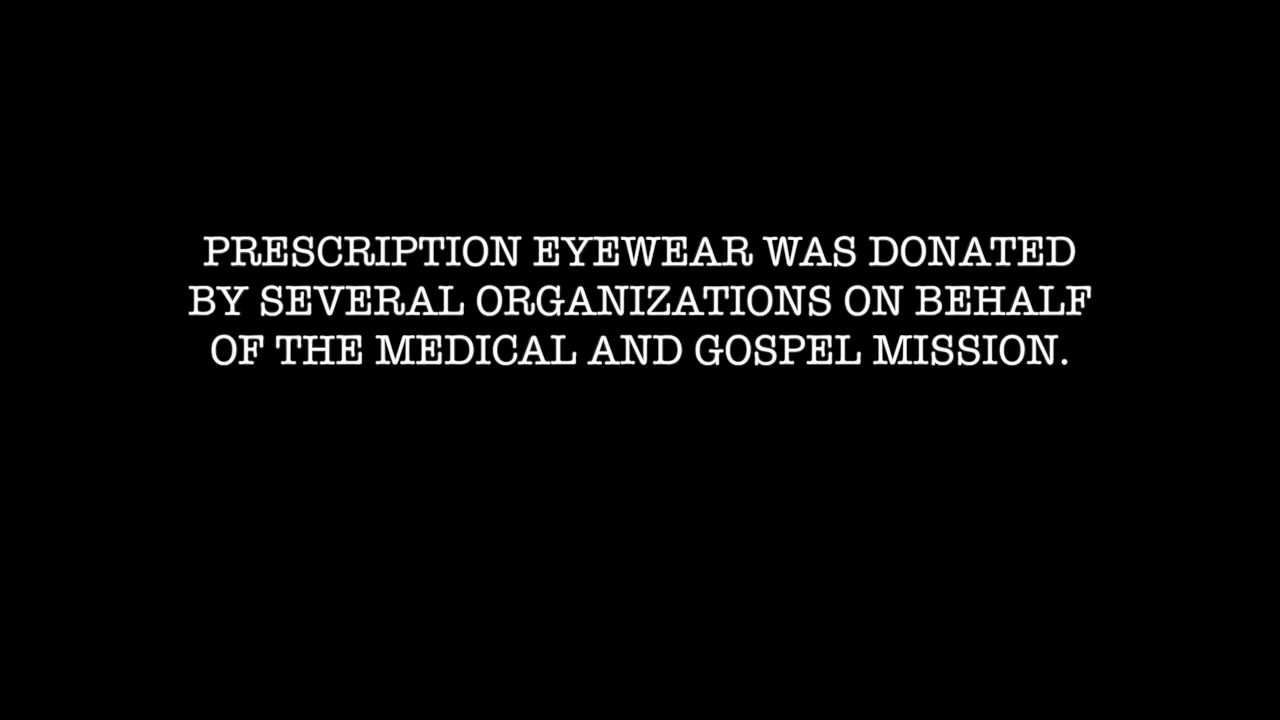 PRESCRIPTION EYEWEAR WAS DONATED
BY SEVERAL ORGANIZATIONS ON BEHALF
OF THE MEDICAL AND GOSPEL MISSION.